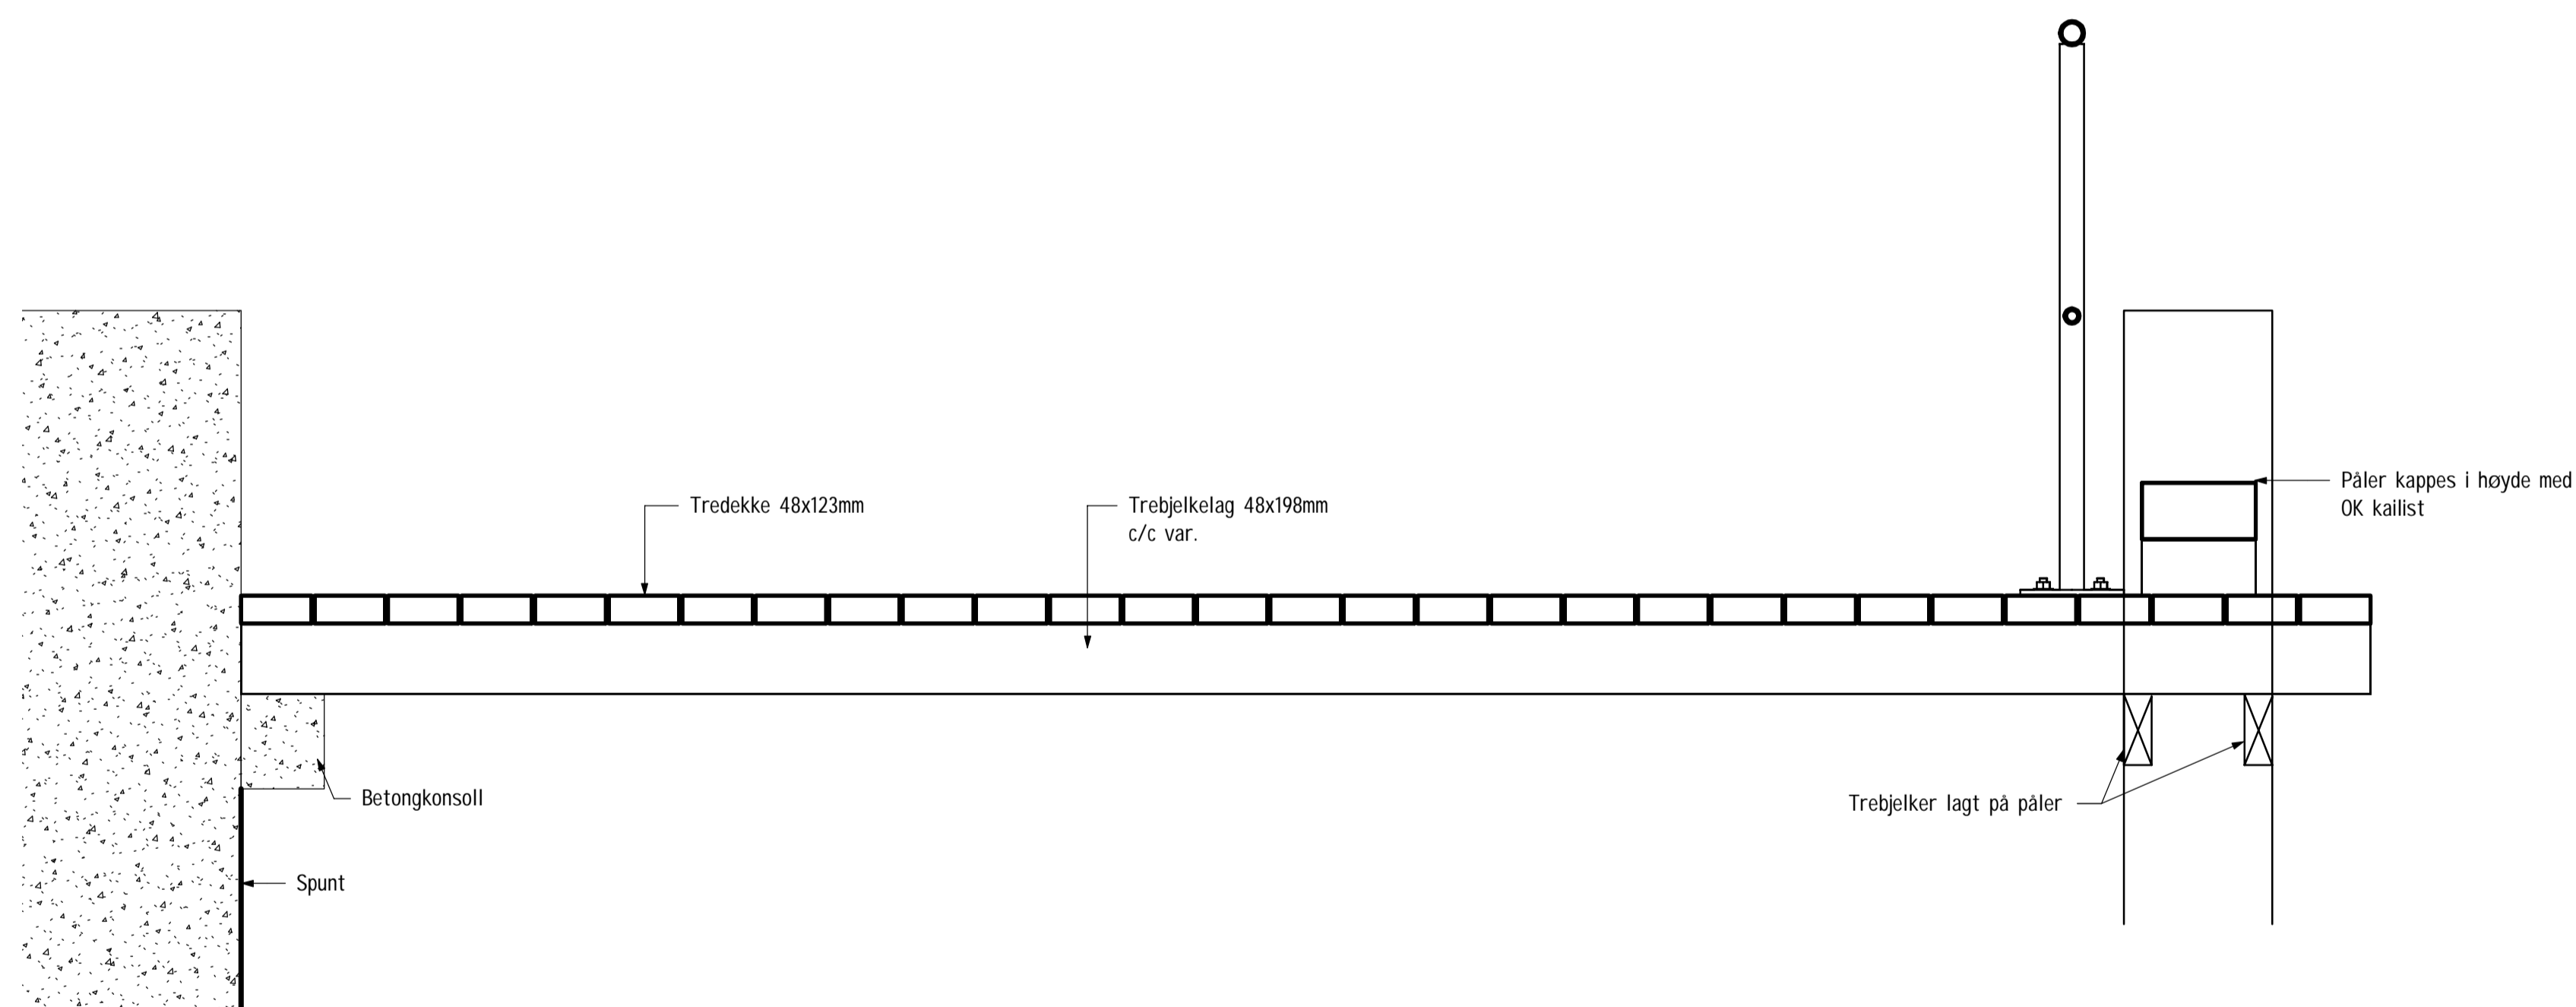 Påler kappes i høyde med
OK kailist
Tredekke 48x123mm
Trebjelkelag 48x198mm
c/c var.
Betongkonsoll
Trebjelker lagt på påler
Spunt